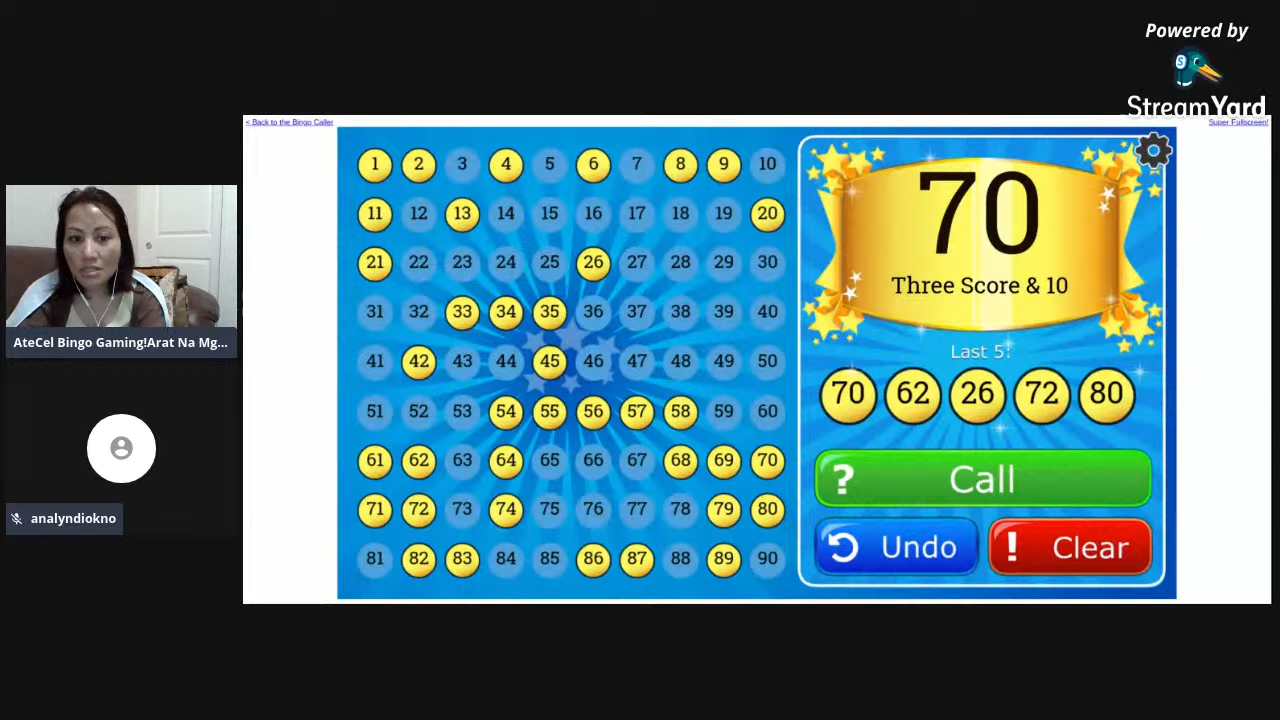 Powered by
S
StreamYard
< Back to the Bingo Caller
Super Fullscreen!
1 2 3 4 5 6 7 8 9 10
11 12 13 14 15 16 17 18 19 20
21 22 23 24 25 26 27 28 29 30
31 32 33 34 35 36 37 38 39 40
41 42 43 44 45 46 47 48 49 50
51 52 53 54 55 56 57 58 59 60
61 62 63 64 65 66 67 68 69 70
71 72 73 74 75 76 77 78 79 80
81 82 83 84 85 86 87 88 89 90
70
Three Score & 10
Last 5:
70 62 26 72 80
? Call
Undo
! Clear
AteCel Bingo Gaming!Arat Na Mg...
analyndiokno